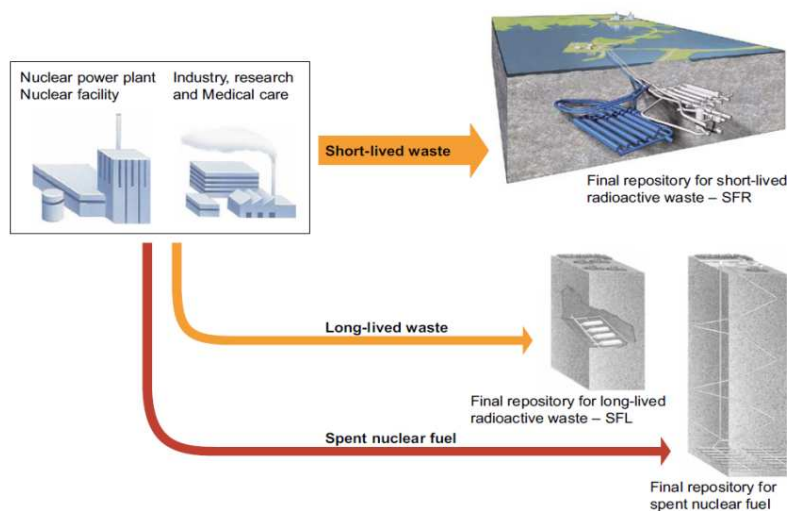 Nuclear power plant
Nuclear facility
Industry, research
and Medical care
Short-lived waste
Final repository for short-lived
radioactive waste – SFR
Long-lived waste
Final repository for long-lived
radioactive waste – SFL
Spent nuclear fuel
Final repository for
spent nuclear fuel